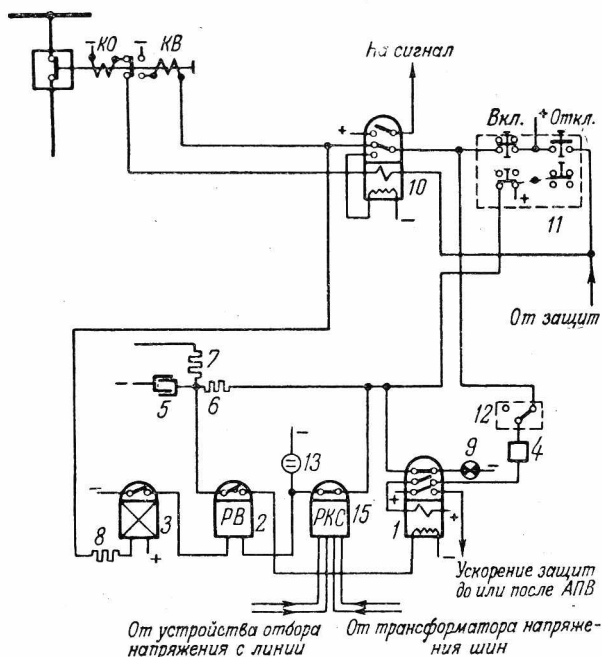 КО
КВ
На сигнал
Вкл.
+
Откл.
+
10
-
+
11
От защит
7
5
6
12
13
9
4
8
3
+
РВ
2
РКС
15
1
+
+
-
Ускорение защит
до или после АПВ
От устройства отбора
напряжения с линии
От трансформатора напряже-
ния шин